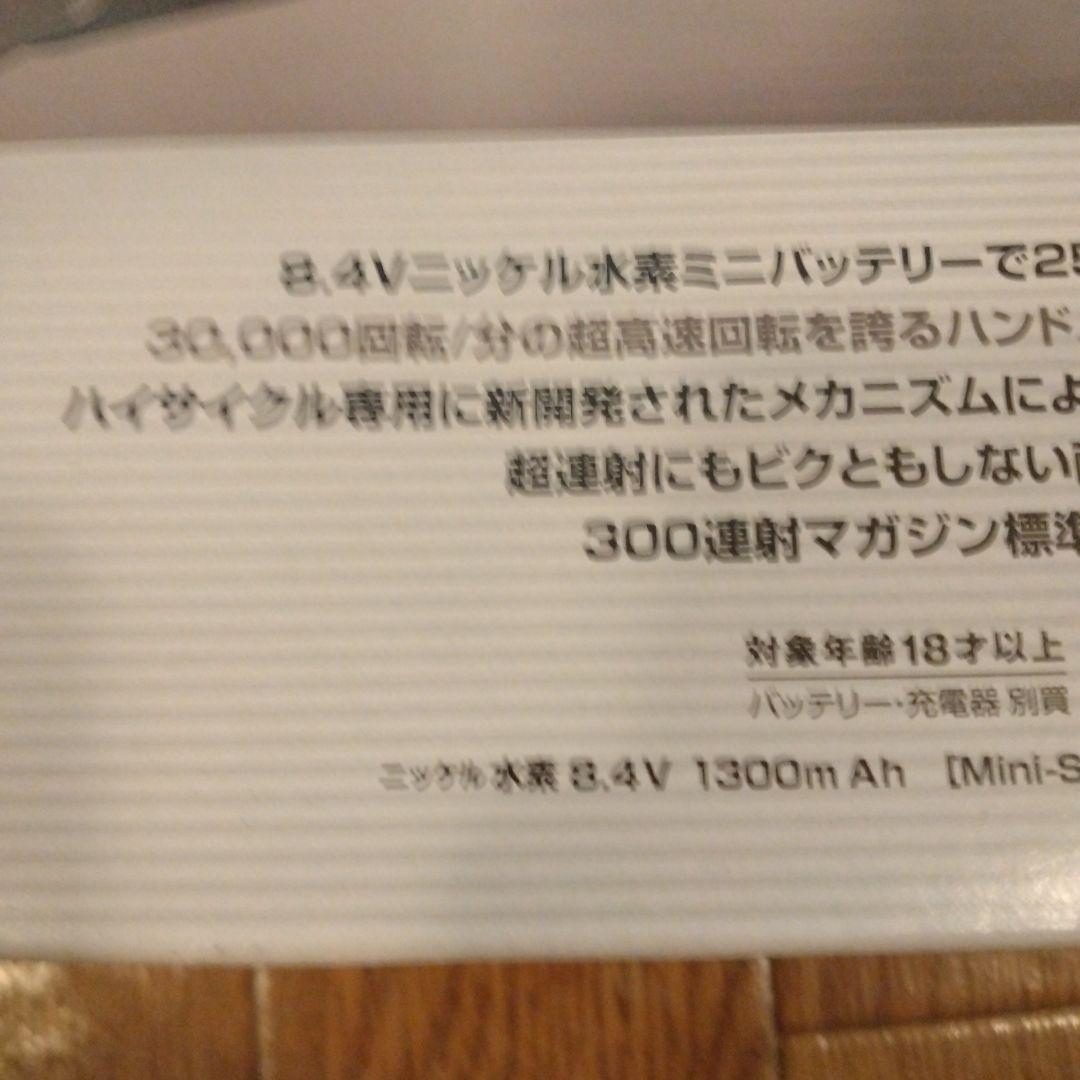 8.4Vニッケル水素ミニバッテリーで25
30,000回転/分の超高速回転を誇るハンド
ハイサイクル専用に新開発されたメカニズムによ
超連射にもビクともしない
300連射マガジン標準
対象年齢18才以上
バッテリー・充電器 別買
ニッケル水素 8.4V 1300mAh [Mini-S